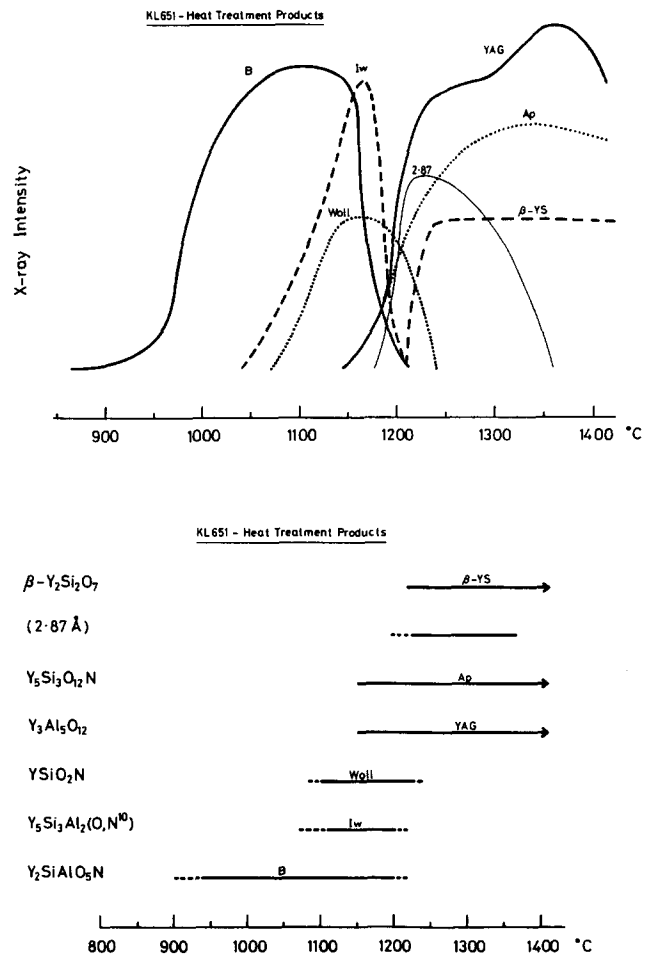 KL651 - Heat Treatment Products
YAG
B
Iw
Ap
2·87
Woll
β-YS
X-ray Intensity
900 1000 1100 1200 1300 1400 °C
KL651 - Heat Treatment Products
β-Y₂Si₂O₇ β-YS
(2·87 Å)
Y₅Si₃O₁₂N Ap
Y₃Al₅O₁₂ YAG
YSiO₂N Woll
Y₅Si₃Al₂(O,N¹⁰) Iw
Y₂SiAlO₅N B
800 900 1000 1100 1200 1300 1400 °C